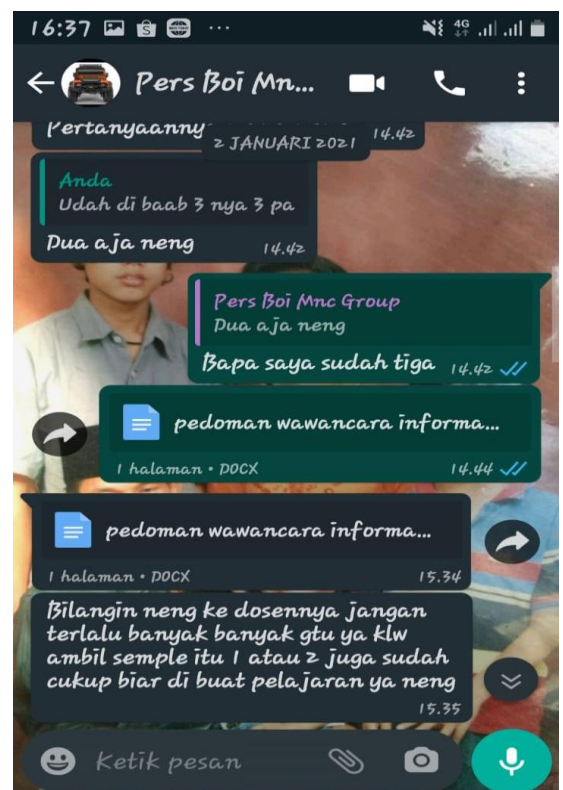 16:37
4G
Pers Boi Mn...
Pertanyaanny
14.42
2 JANUARI 2021
Anda
Udah di baab 3 nya 3 pa
Dua aja neng 14.42
Pers Boi Mnc Group
Dua aja neng
Bapa saya sudah tiga 14.42
pedoman wawancara informa...
1 halaman • DOCX 14.44
pedoman wawancara informa...
1 halaman • DOCX 15.34
Bilangin neng ke dosennya jangan
terlalu banyak banyak gtu ya klw
ambil semple itu 1 atau 2 juga sudah
cukup biar di buat pelajaran ya neng
15.35
Ketik pesan